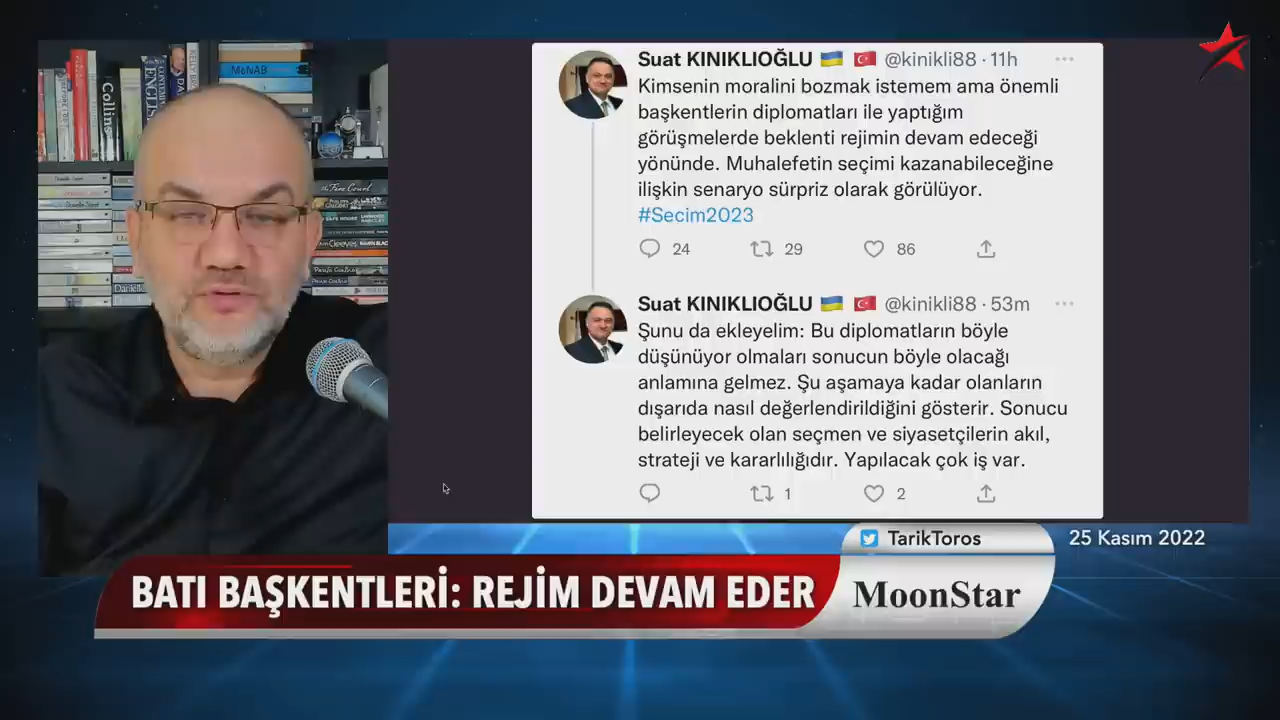 Suat KINIKLIOĞLU 🇺🇦 🇹🇷 @kinikli88 · 11h
Kimsenin moralini bozmak istemem ama önemli
başkentlerin diplomatları ile yaptığım
görüşmelerde beklenti rejimin devam edeceği
yönünde. Muhalefetin seçimi kazanabileceğine
ilişkin senaryo sürpriz olarak görülüyor.
#Secim2023
24 29 86
Suat KINIKLIOĞLU 🇺🇦 🇹🇷 @kinikli88 · 53m
Şunu da ekleyelim: Bu diplomatların böyle
düşünüyor olmaları sonucun böyle olacağı
anlamına gelmez. Şu aşamaya kadar olanların
dışarıda nasıl değerlendirildiğini gösterir. Sonucu
belirleyecek olan seçmen ve siyasetçilerin akıl,
strateji ve kararlılığıdır. Yapılacak çok iş var.
1 2
TarikToros
25 Kasım 2022
BATI BAŞKENTLERİ: REJİM DEVAM EDER
MoonStar
McNAB
Collins